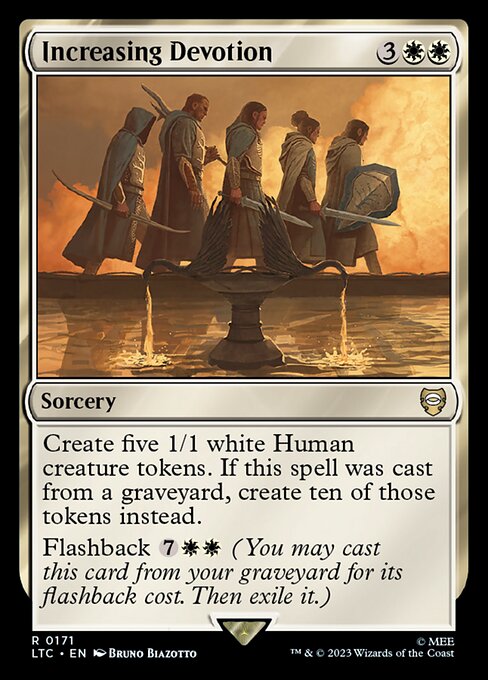 Increasing Devotion 3
Sorcery
Create five 1/1 white Human
creature tokens. If this spell was cast
from a graveyard, create ten of those
tokens instead.
Flashback 7 (You may cast
this card from your graveyard for its
flashback cost. Then exile it.)
R 0171
LTC • EN Bruno Biazotto
© MEE
™ & © 2023 Wizards of the Coast